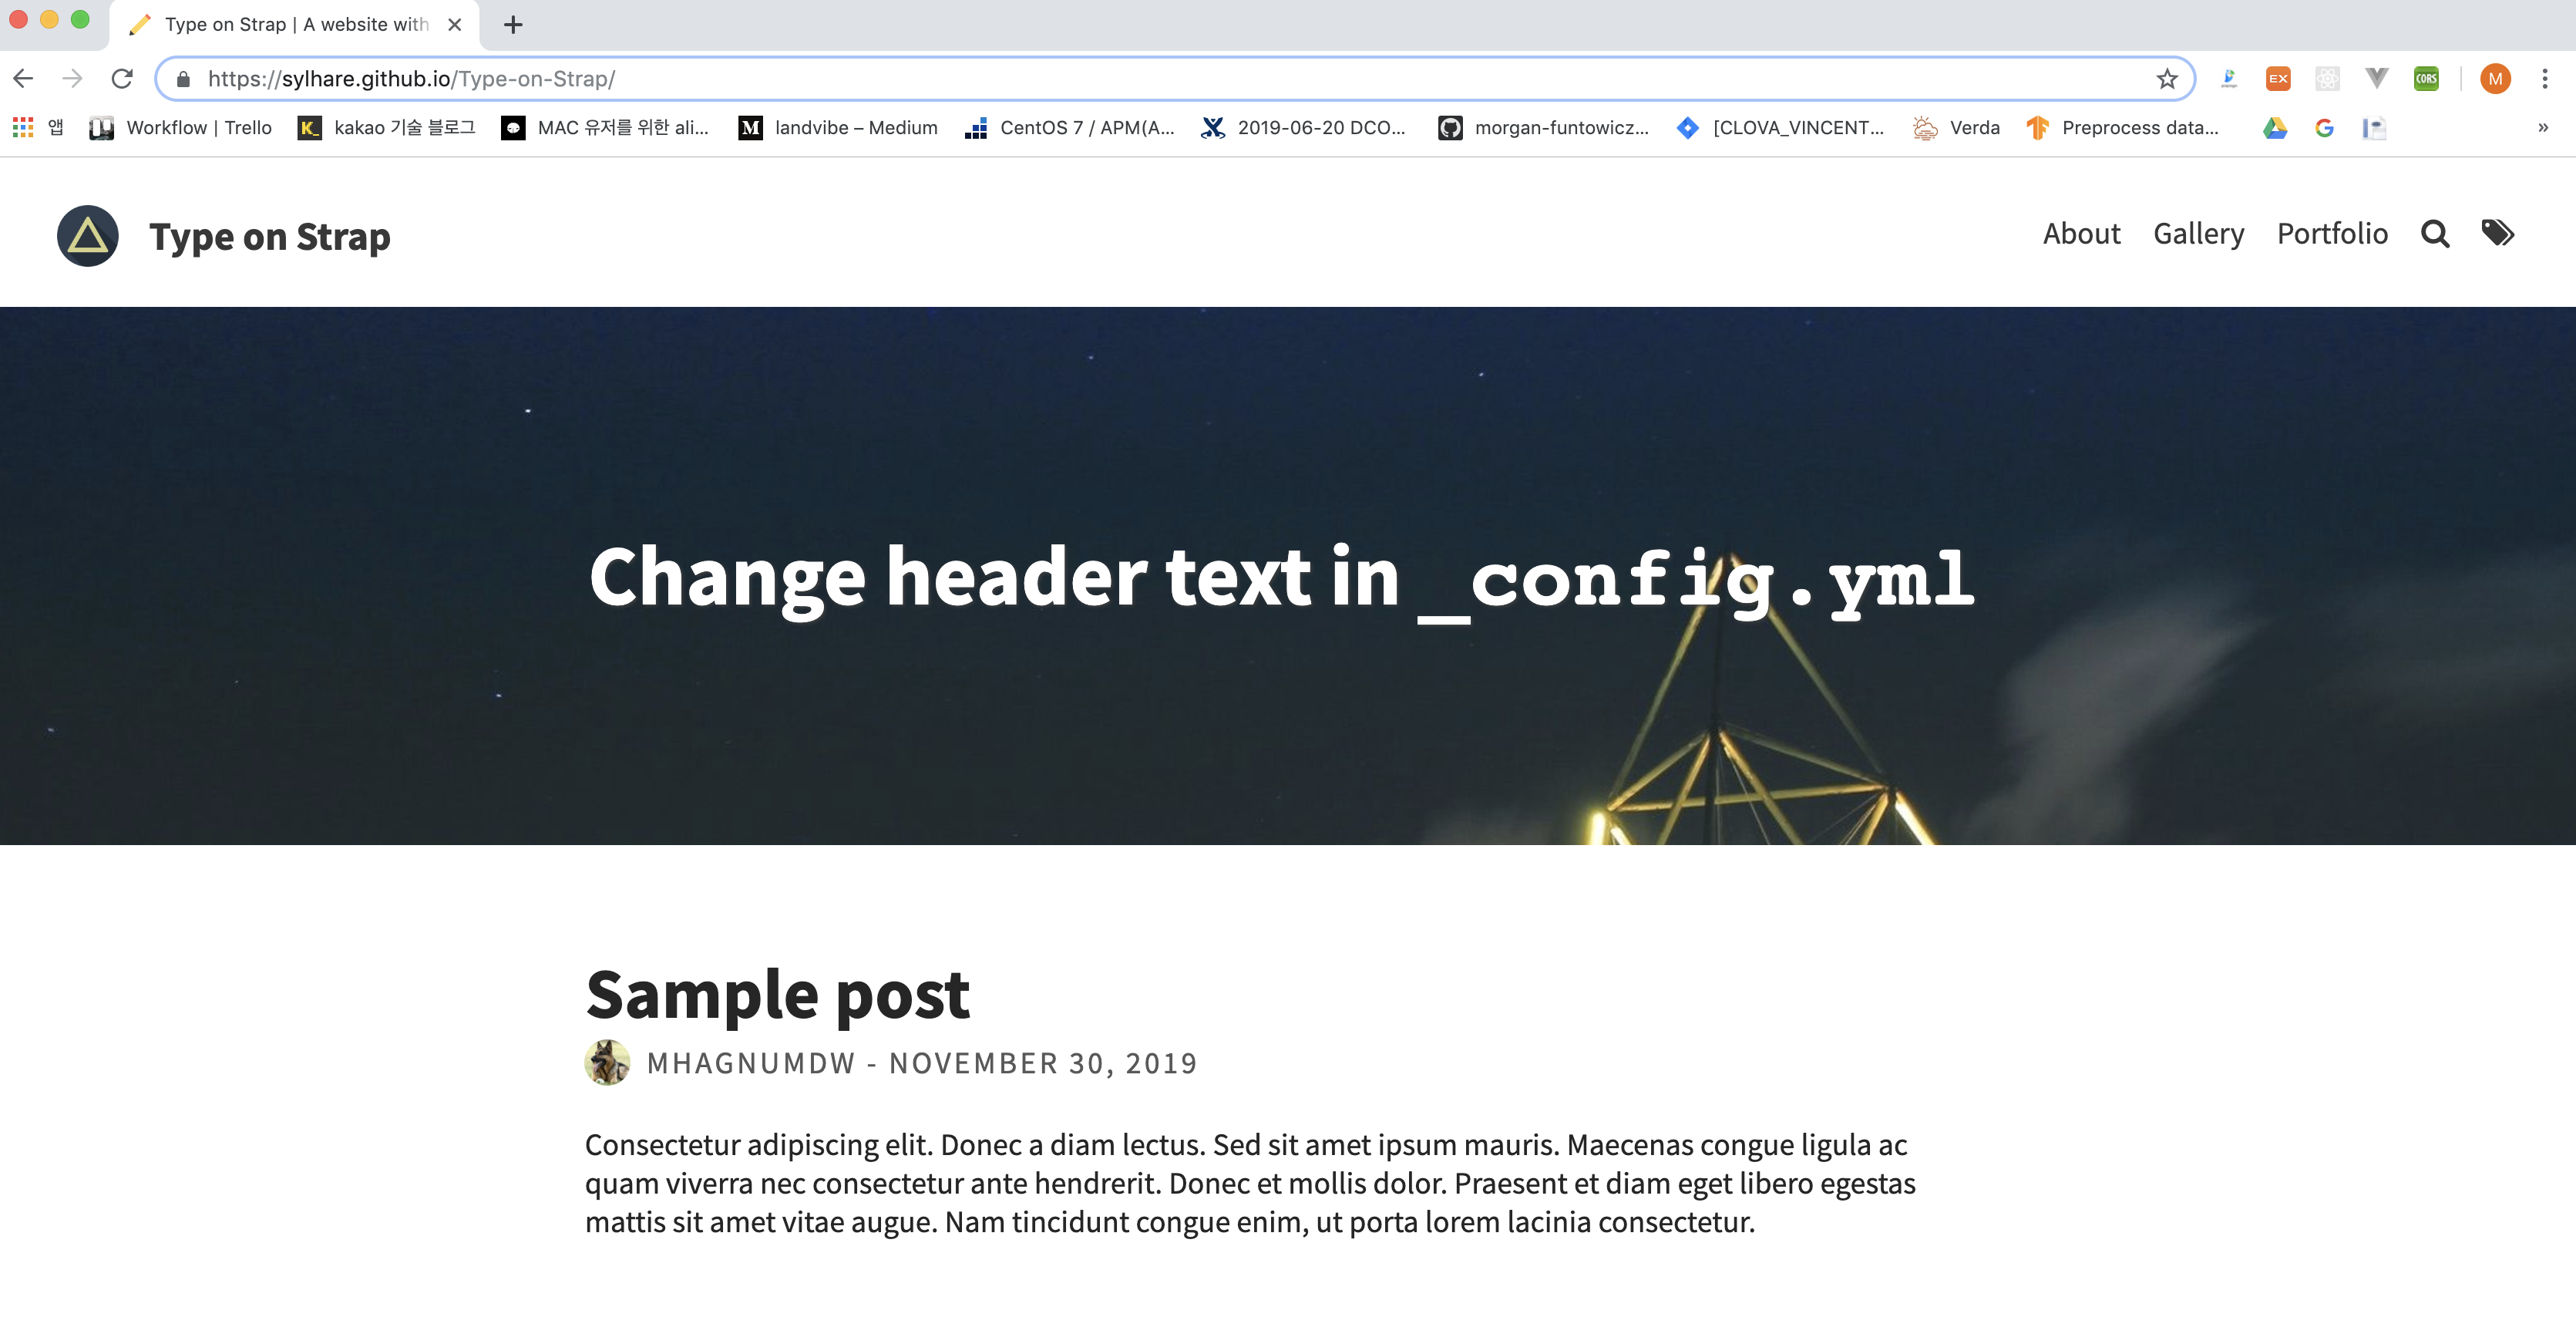 Type on Strap | A website with
https://sylhare.github.io/Type-on-Strap/
EX
CORS
M
앱
Workflow | Trello
K_ kakao 기술 블로그
MAC 유저를 위한 ali...
M landvibe – Medium
CentOS 7 / APM(A...
2019-06-20 DCO...
morgan-funtowicz...
[CLOVA_VINCENT...
Verda
Preprocess data...
»
Type on Strap
About Gallery Portfolio
Change header text in _config.yml
Sample post
MHAGNUMDW - NOVEMBER 30, 2019
Consectetur adipiscing elit. Donec a diam lectus. Sed sit amet ipsum mauris. Maecenas congue ligula ac
quam viverra nec consectetur ante hendrerit. Donec et mollis dolor. Praesent et diam eget libero egestas
mattis sit amet vitae augue. Nam tincidunt congue enim, ut porta lorem lacinia consectetur.